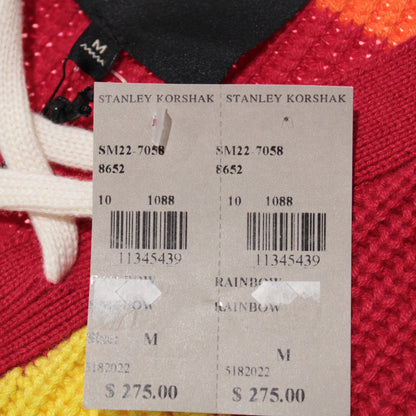 M
STANLEY KORSHAK STANLEY KORSHAK
SM22-7058 SM22-7058
8652 8652
10 1088 10 1088
11345439 11345439
RAINBOW RAINBOW
RAINBOW RAINBOW
Size: M M
5182022 5182022
$ 275.00 $ 275.00